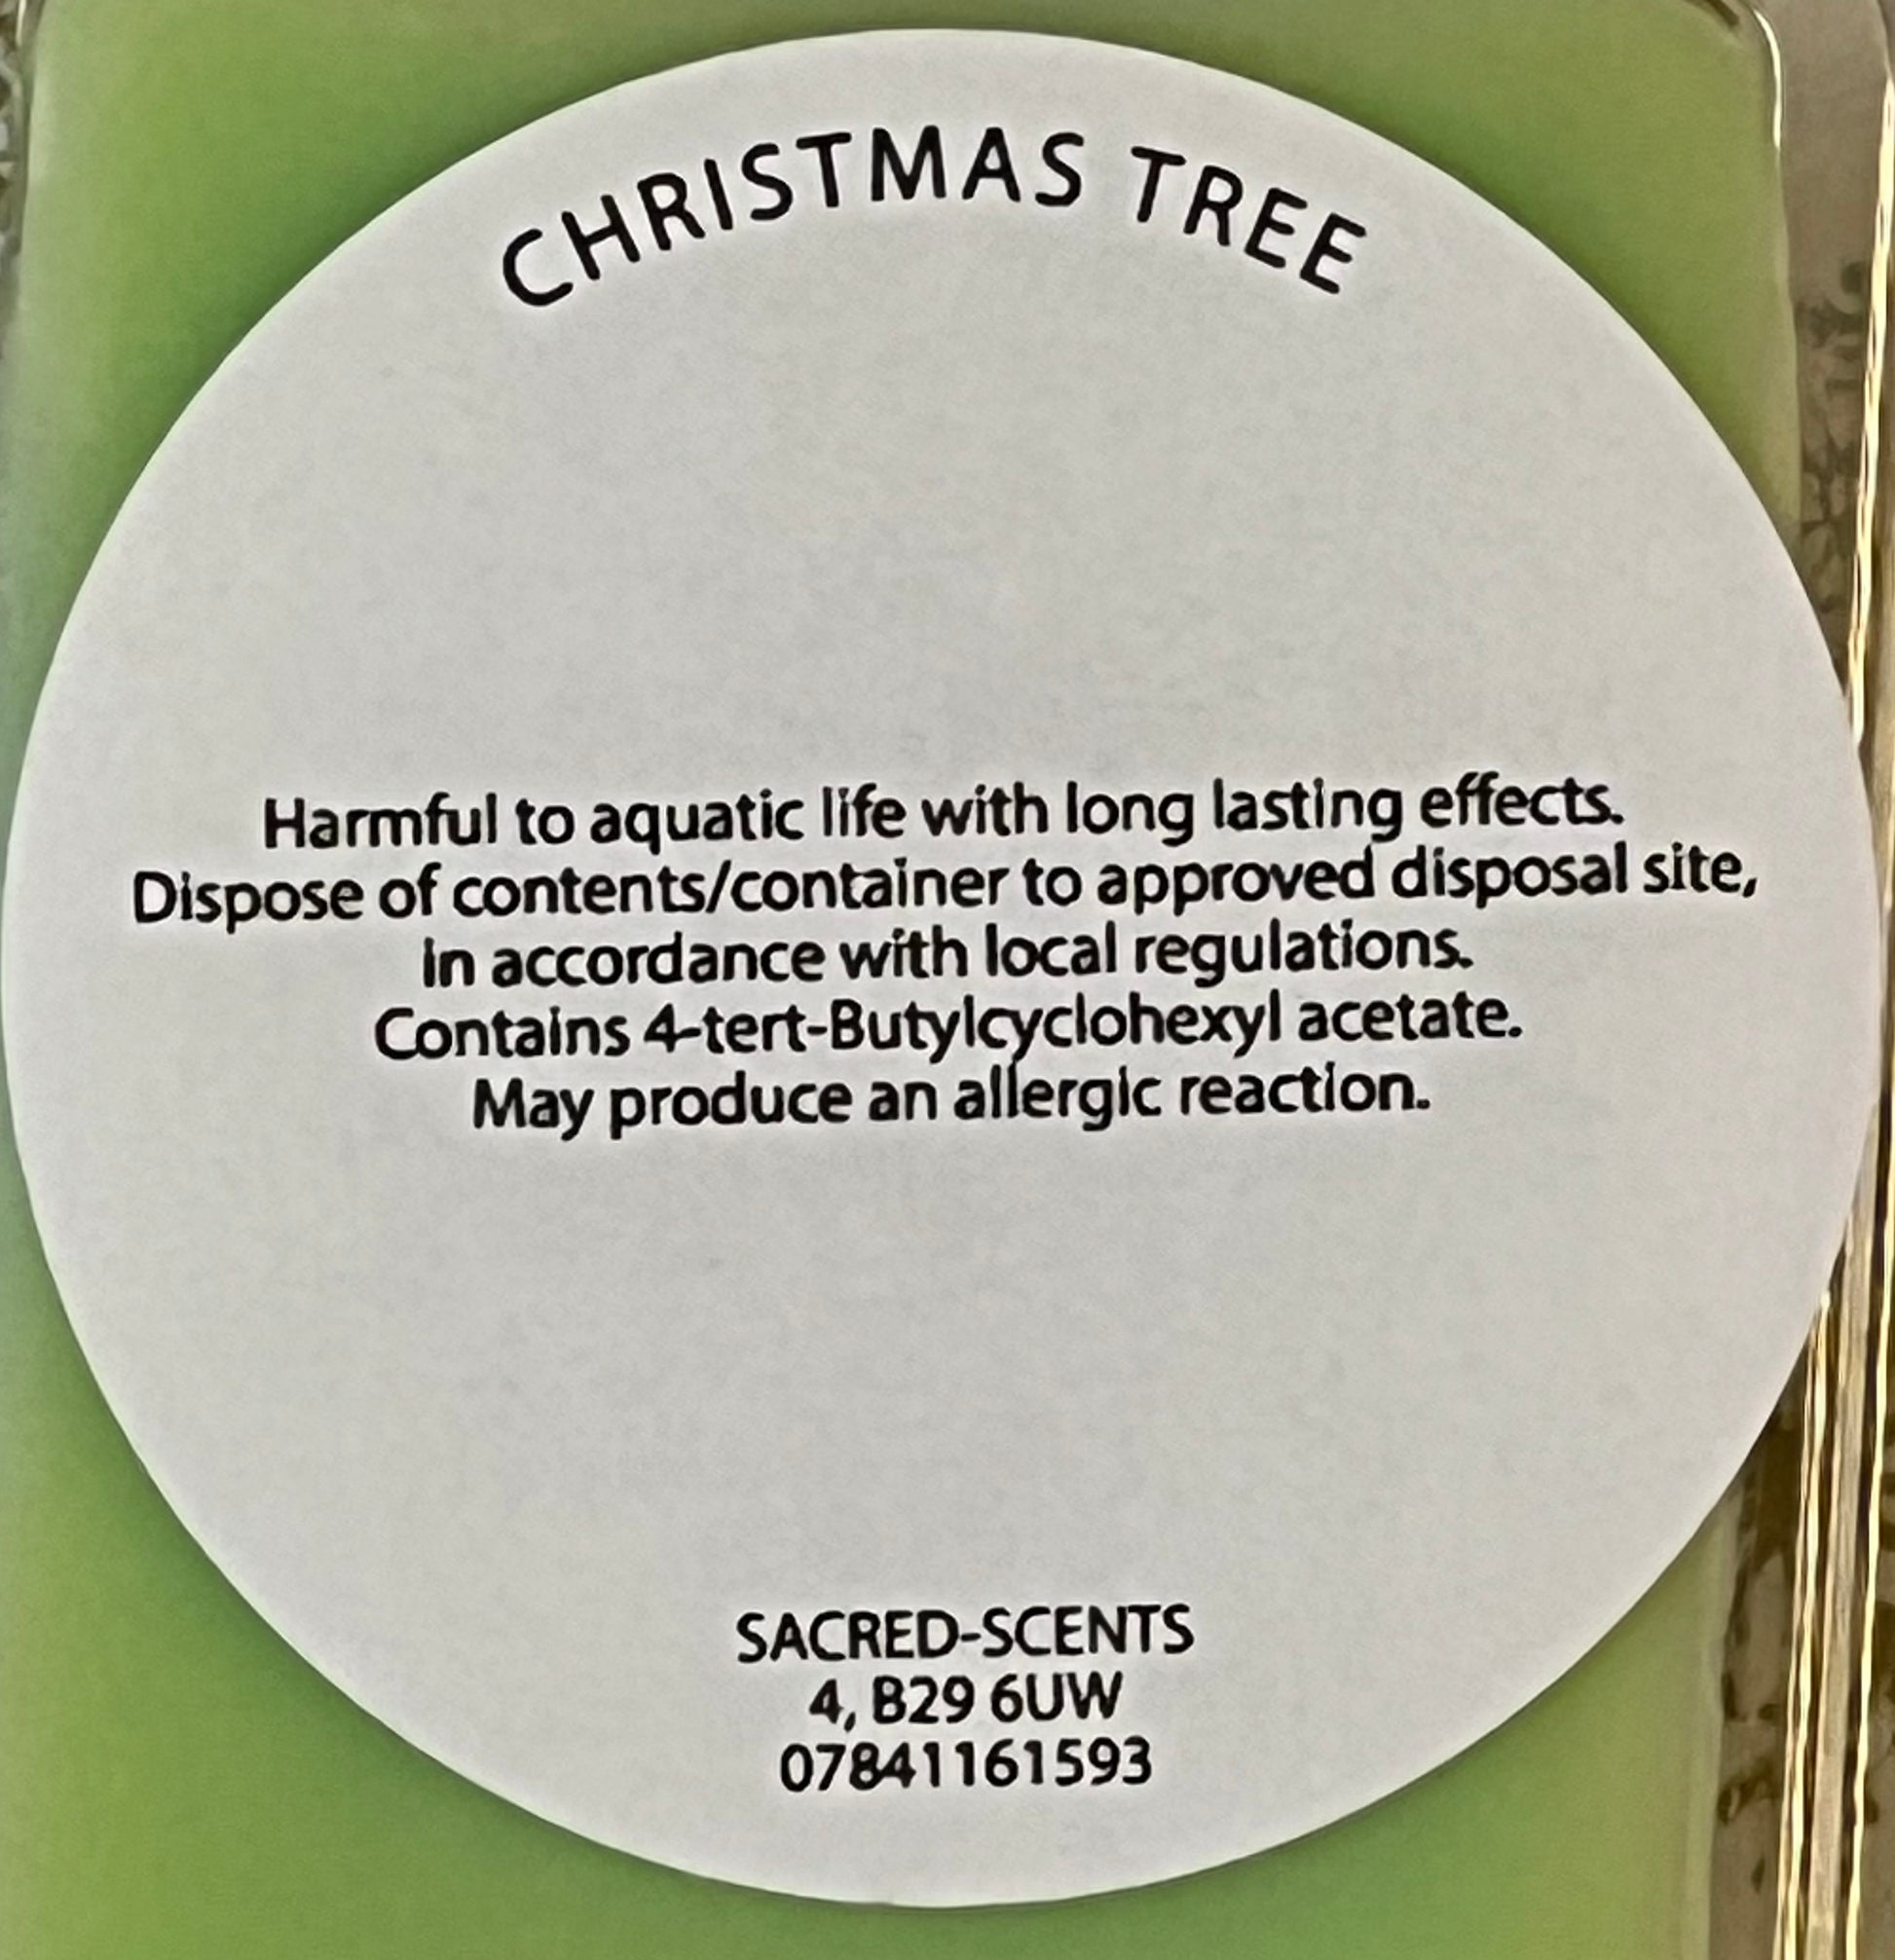 CHRISTMAS TREE
Harmful to aquatic life with long lasting effects.
Dispose of contents/container to approved disposal site,
in accordance with local regulations.
Contains 4-tert-Butylcyclohexyl acetate.
May produce an allergic reaction.
SACRED-SCENTS
4, B29 6UW
07841161593